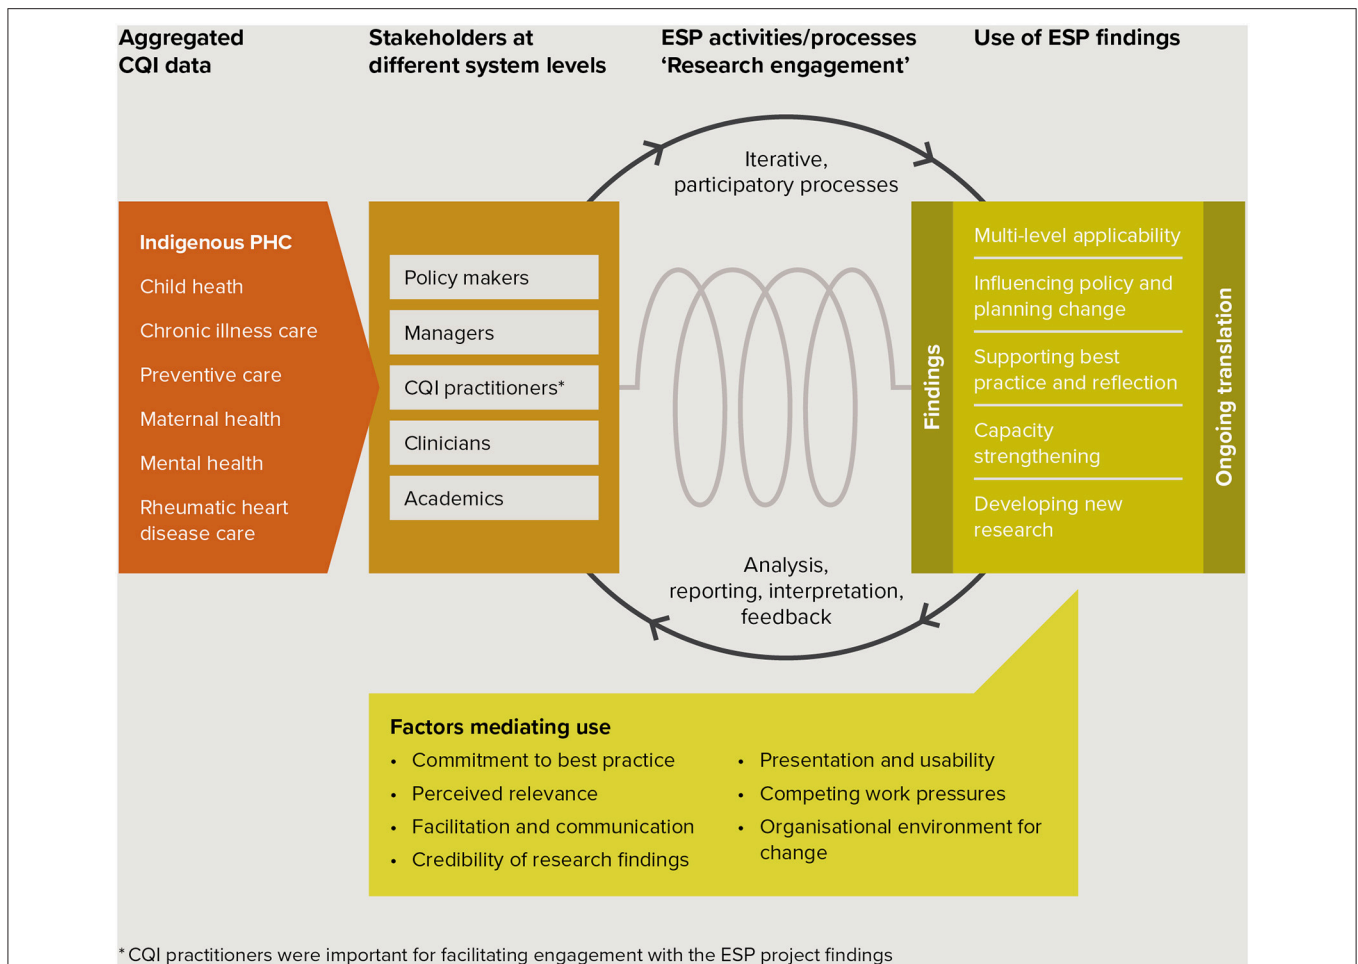 Aggregated
CQI data
Stakeholders at
different system levels
ESP activities/processes
‘Research engagement’
Use of ESP findings
Indigenous PHC
Child heath
Chronic illness care
Preventive care
Maternal health
Mental health
Rheumatic heart
disease care
Policy makers
Managers
CQI practitioners*
Clinicians
Academics
Iterative,
participatory processes
Analysis,
reporting, interpretation,
feedback
Findings
Multi-level applicability
Influencing policy and
planning change
Supporting best
practice and reflection
Capacity
strengthening
Developing new
research
Ongoing translation
Factors mediating use
• Commitment to best practice
• Perceived relevance
• Facilitation and communication
• Credibility of research findings
• Presentation and usability
• Competing work pressures
• Organisational environment for
change
* CQI practitioners were important for facilitating engagement with the ESP project findings